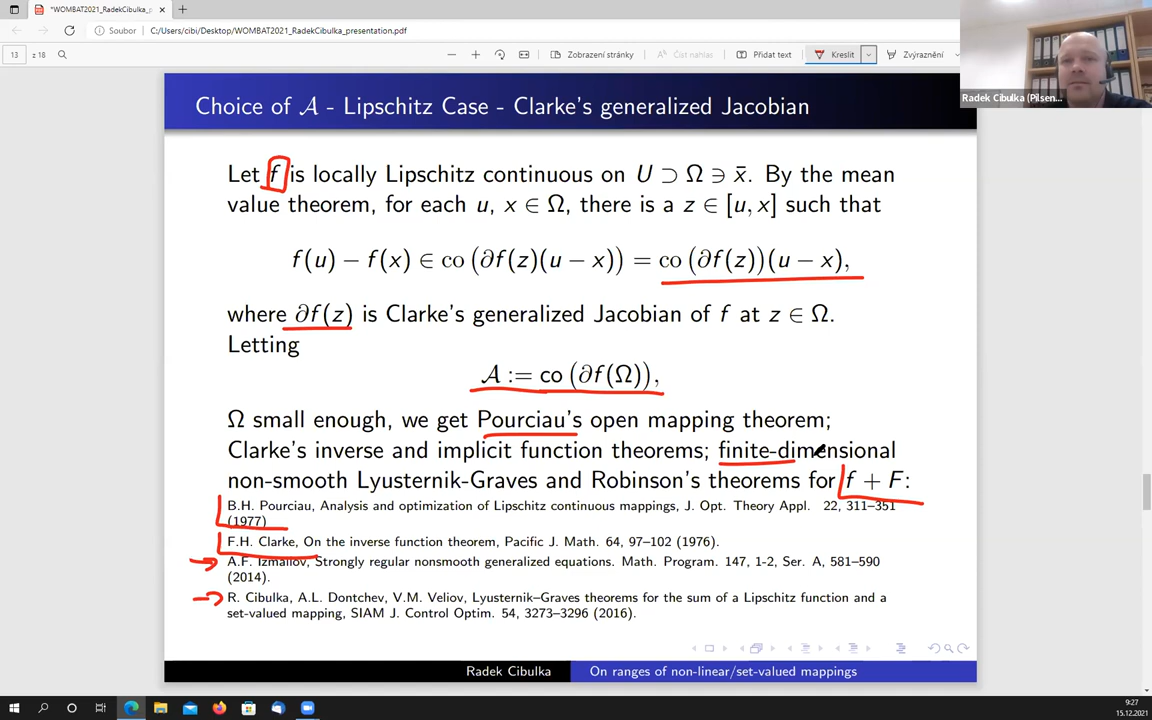 *WOMBAT2021_RadekCibulka_p
Soubor C:/Users/cibi/Desktop/WOMBAT2021_RadekCibulka_presentation.pdf
13 z 18 Zobrazení stránky Číst nahlas Přidat text Kreslit Zvýraznění
Radek Cibulka (Pilsen...
Choice of 𝒜 - Lipschitz Case - Clarke's generalized Jacobian
Let f is locally Lipschitz continuous on U ⊃ Ω ∋ x̄. By the mean
value theorem, for each u, x ∈ Ω, there is a z ∈ [u, x] such that
f(u) − f(x) ∈ co (∂f(z)(u − x)) = co (∂f(z))(u − x),
where ∂f(z) is Clarke's generalized Jacobian of f at z ∈ Ω.
Letting
𝒜 := co (∂f(Ω)),
Ω small enough, we get Pourciau's open mapping theorem;
Clarke's inverse and implicit function theorems; finite-dimensional
non-smooth Lyusternik-Graves and Robinson's theorems for f + F:
B.H. Pourciau, Analysis and optimization of Lipschitz continuous mappings, J. Opt. Theory Appl. 22, 311–351
(1977)
F.H. Clarke, On the inverse function theorem, Pacific J. Math. 64, 97–102 (1976).
A.F. Izmailov, Strongly regular nonsmooth generalized equations. Math. Program. 147, 1-2, Ser. A, 581–590
(2014).
R. Cibulka, A.L. Dontchev, V.M. Veliov, Lyusternik–Graves theorems for the sum of a Lipschitz function and a
set-valued mapping, SIAM J. Control Optim. 54, 3273–3296 (2016).
Radek Cibulka On ranges of non-linear/set-valued mappings
9:27
15.12.2021